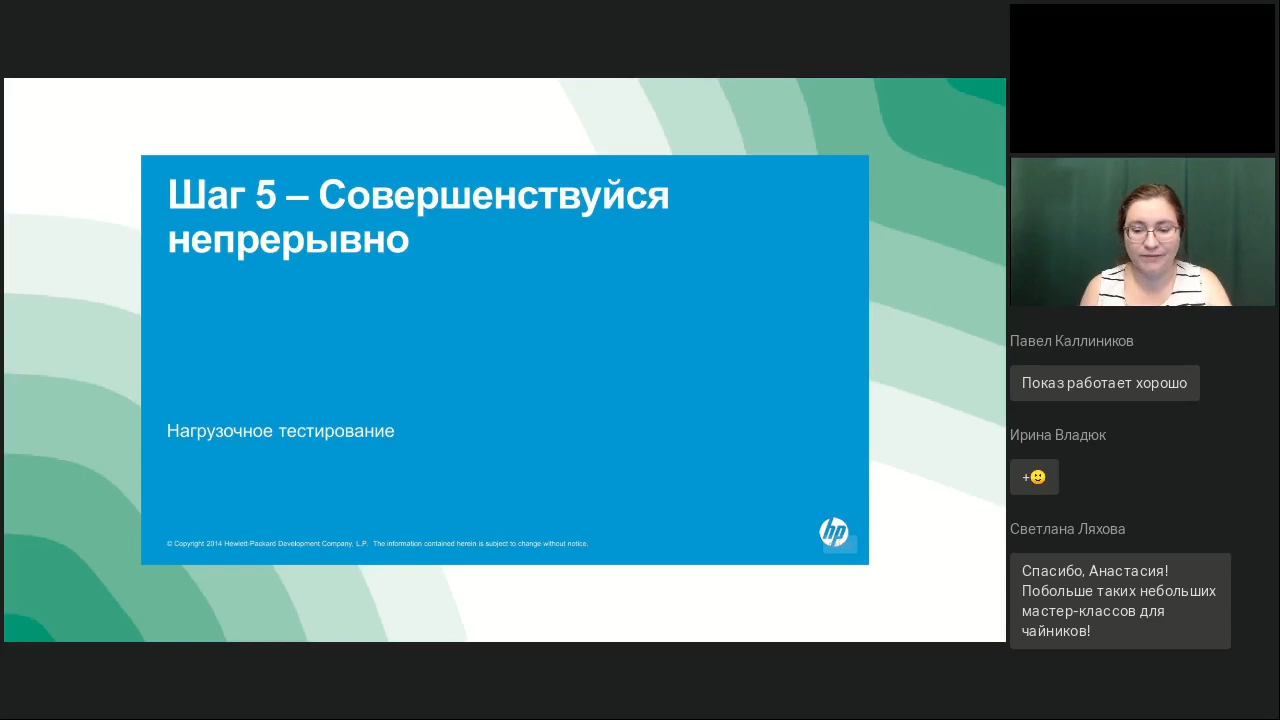 Шаг 5 – Совершенствуйся
непрерывно
Нагрузочное тестирование
© Copyright 2014 Hewlett-Packard Development Company, L.P. The information contained herein is subject to change without notice.
hp
Павел Каллиников
Показ работает хорошо
Ирина Владюк
+🙂
Светлана Ляхова
Спасибо, Анастасия!
Побольше таких небольших
мастер-классов для
чайников!